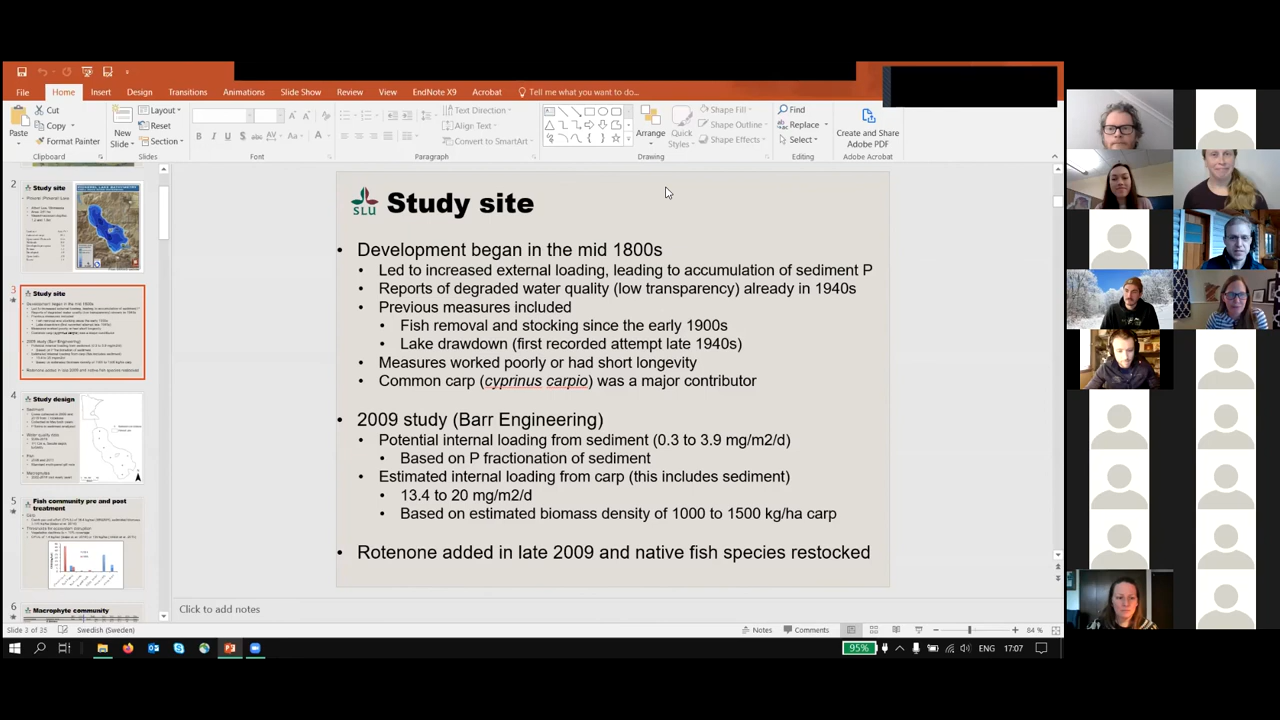 File Home Insert Design Transitions Animations Slide Show Review View EndNote X9 Acrobat Tell me what you want to do...
Paste
Cut
Copy
Format Painter
Clipboard
New
Slide
Layout
Reset
Section
Slides
B I U S abc AV Aa A
Font
Text Direction
Align Text
Convert to SmartArt
Paragraph
Arrange
Quick
Styles
Shape Fill
Shape Outline
Shape Effects
Drawing
Find
Replace
Select
Editing
Create and Share
Adobe PDF
Adobe Acrobat
2
Study site
3
Study site
4
Study design
5
Fish community pre and post
treatment
6
Macrophyte community
SLU
Study site
• Development began in the mid 1800s
• Led to increased external loading, leading to accumulation of sediment P
• Reports of degraded water quality (low transparency) already in 1940s
• Previous measures included
• Fish removal and stocking since the early 1900s
• Lake drawdown (first recorded attempt late 1940s)
• Measures worked poorly or had short longevity
• Common carp (cyprinus carpio) was a major contributor
• 2009 study (Barr Engineering)
• Potential internal loading from sediment (0.3 to 3.9 mg/m2/d)
• Based on P fractionation of sediment
• Estimated internal loading from carp (this includes sediment)
• 13.4 to 20 mg/m2/d
• Based on estimated biomass density of 1000 to 1500 kg/ha carp
• Rotenone added in late 2009 and native fish species restocked
Click to add notes
Slide 3 of 35 Swedish (Sweden) Notes Comments 84 %
95% ENG 17:07